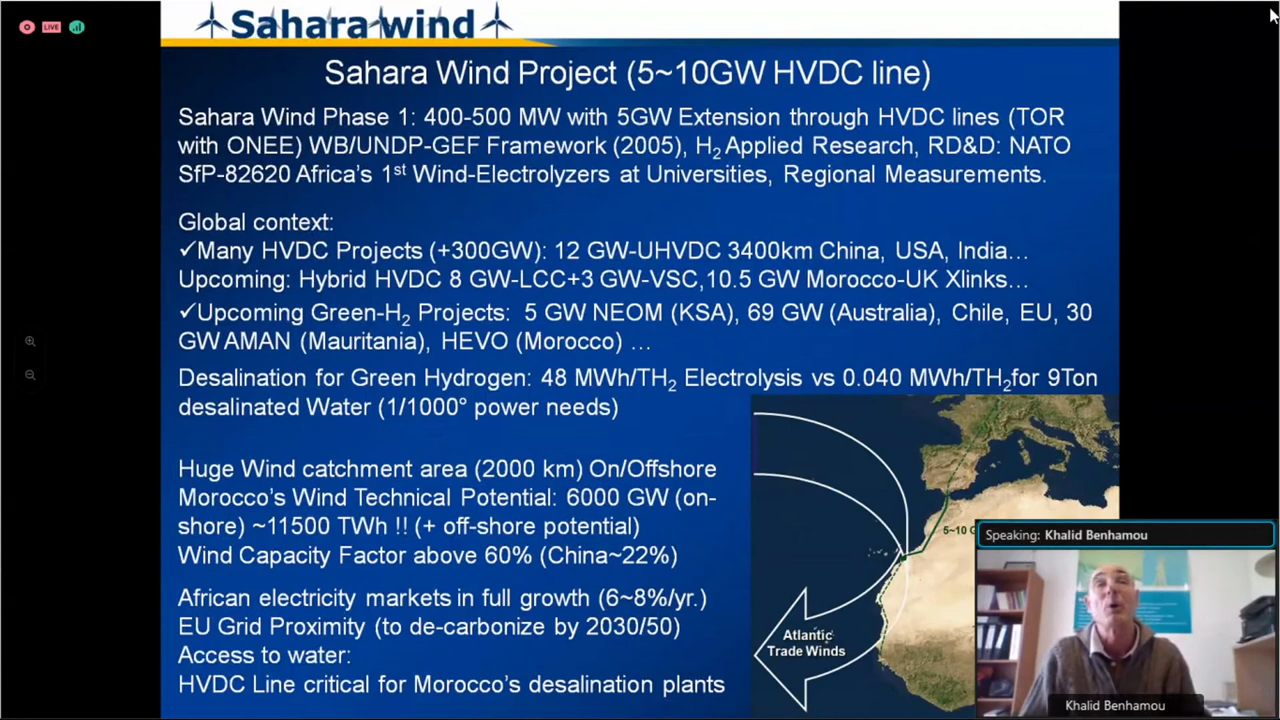 LIVE
Sahara wind
Sahara Wind Project (5~10GW HVDC line)
Sahara Wind Phase 1: 400-500 MW with 5GW Extension through HVDC lines (TOR
with ONEE) WB/UNDP-GEF Framework (2005), H₂ Applied Research, RD&D: NATO
SfP-82620 Africa's 1st Wind-Electrolyzers at Universities, Regional Measurements.
Global context:
✓Many HVDC Projects (+300GW): 12 GW-UHVDC 3400km China, USA, India…
Upcoming: Hybrid HVDC 8 GW-LCC+3 GW-VSC,10.5 GW Morocco-UK Xlinks…
✓Upcoming Green-H₂ Projects: 5 GW NEOM (KSA), 69 GW (Australia), Chile, EU, 30
GW AMAN (Mauritania), HEVO (Morocco) …
Desalination for Green Hydrogen: 48 MWh/TH₂ Electrolysis vs 0.040 MWh/TH₂for 9Ton
desalinated Water (1/1000° power needs)
Huge Wind catchment area (2000 km) On/Offshore
Morocco's Wind Technical Potential: 6000 GW (on-
shore) ~11500 TWh !! (+ off-shore potential)
Wind Capacity Factor above 60% (China~22%)
African electricity markets in full growth (6~8%/yr.)
EU Grid Proximity (to de-carbonize by 2030/50)
Access to water:
HVDC Line critical for Morocco's desalination plants
5~10 G
Atlantic
Trade Winds
Speaking: Khalid Benhamou
Khalid Benhamou